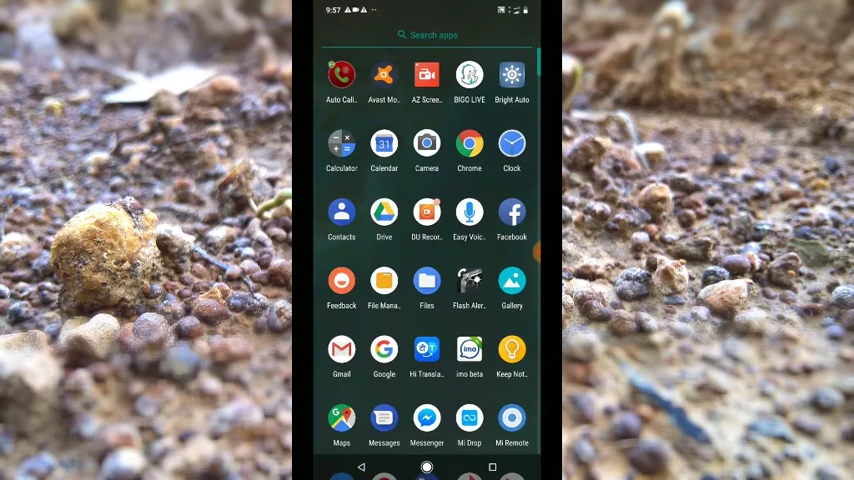 9:57
Search apps
Auto Call.. Avast Mo.. AZ Scree.. BIGO LIVE Bright Auto
Calculator Calendar Camera Chrome Clock
31
Contacts Drive DU Recor.. Easy Voic.. Facebook
Feedback File Mana.. Files Flash Aler.. Gallery
imo
Gmail Google Hi Transla.. imo beta Keep Not..
Maps Messages Messenger Mi Drop Mi Remote